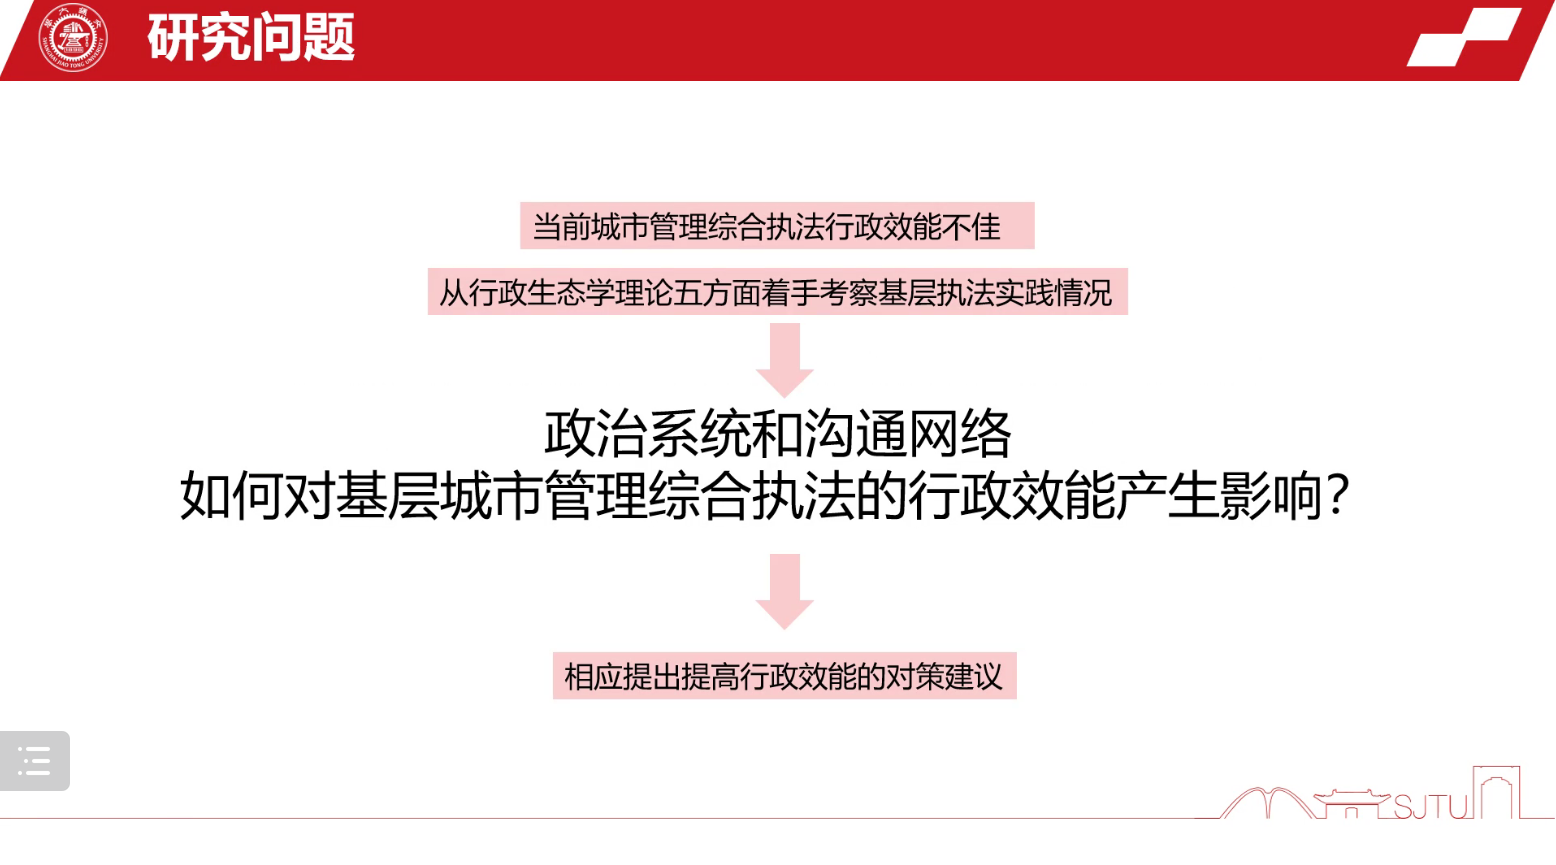 研究问题
SHANGHAI JIAO TONG UNIVERSITY
当前城市管理综合执法行政效能不佳
从行政生态学理论五方面着手考察基层执法实践情况
政治系统和沟通网络
如何对基层城市管理综合执法的行政效能产生影响？
相应提出提高行政效能的对策建议
SJTU